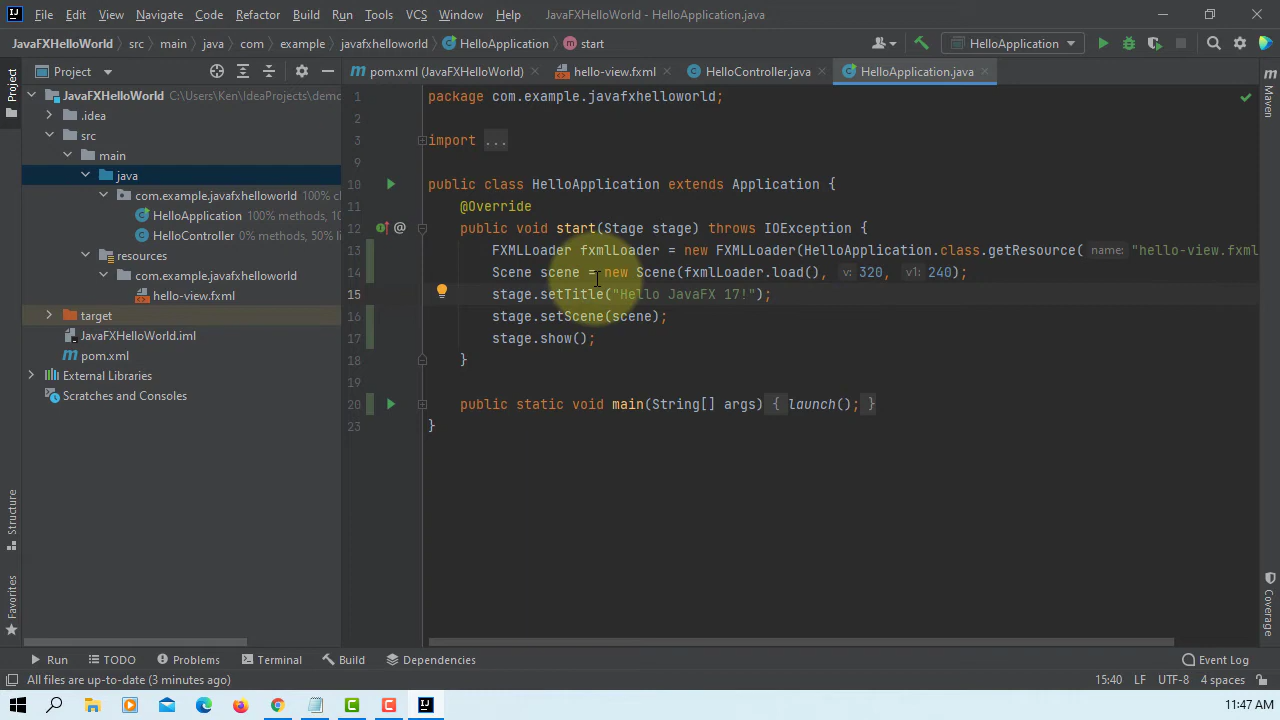 File Edit View Navigate Code Refactor Build Run Tools VCS Window Help JavaFXHelloWorld - HelloApplication.java
JavaFXHelloWorld src main java com example javafxhelloworld HelloApplication start HelloApplication
Project pom.xml (JavaFXHelloWorld) hello-view.fxml HelloController.java HelloApplication.java
Project
Maven
JavaFXHelloWorld C:\Users\Ken\IdeaProjects\demo
.idea
src
main
java
com.example.javafxhelloworld 100% cl
HelloApplication 100% methods, 10
HelloController 0% methods, 50% li
resources
com.example.javafxhelloworld
hello-view.fxml
target
JavaFXHelloWorld.iml
pom.xml
External Libraries
Scratches and Consoles
1 package com.example.javafxhelloworld;
2
3 import ...
9
10 public class HelloApplication extends Application {
11 @Override
12 @ public void start(Stage stage) throws IOException {
13 FXMLLoader fxmlLoader = new FXMLLoader(HelloApplication.class.getResource( name: "hello-view.fxml
14 Scene scene = new Scene(fxmlLoader.load(), v: 320, v1: 240);
15 stage.setTitle("Hello JavaFX 17!");
16 stage.setScene(scene);
17 stage.show();
18 }
19
20 public static void main(String[] args) { launch(); }
23 }
Structure
Favorites
Coverage
Run TODO Problems Terminal Build Dependencies Event Log
All files are up-to-date (3 minutes ago) 15:40 LF UTF-8 4 spaces
11:47 AM